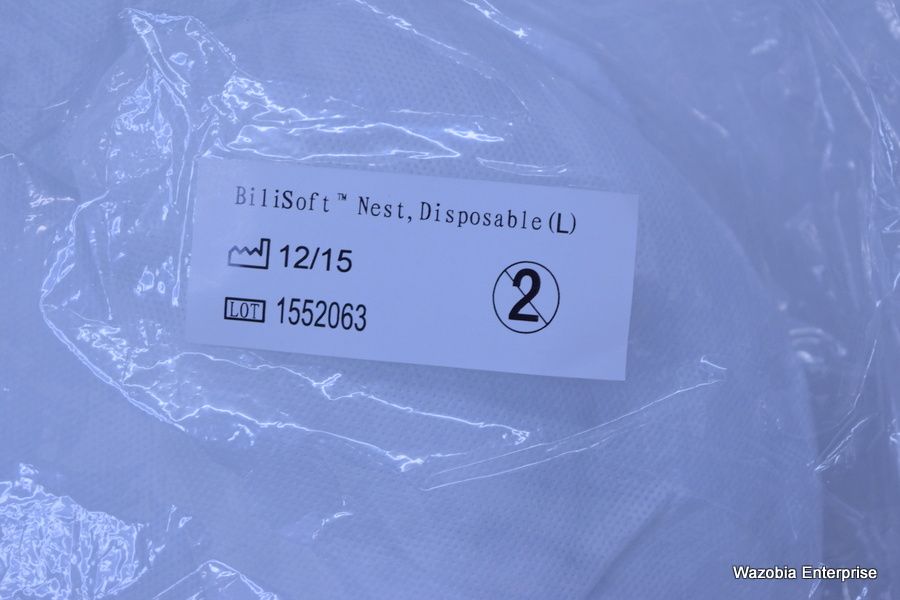 BiliSoft™ Nest, Disposable(L)
12/15
LOT 1552063
2
Wazobia Enterprise